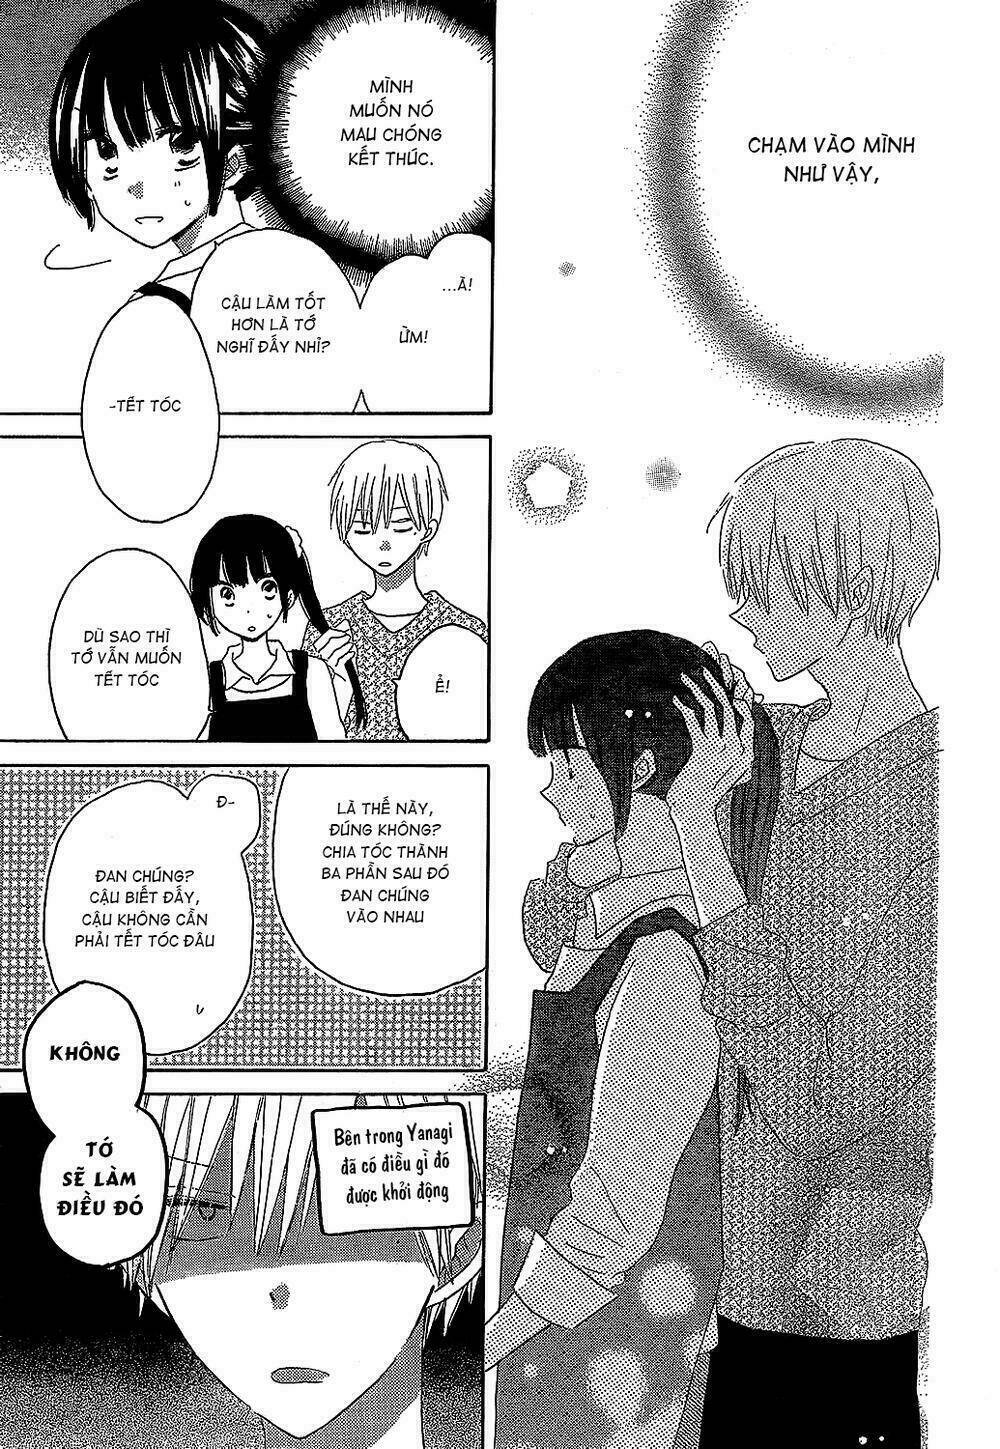 CHẠM VÀO MÌNH
NHƯ VẬY,
MÌNH
MUỐN NÓ
MAU CHÓNG
KẾT THÚC.
...À!
ỪM!
CẬU LÀM TỐT
HƠN LÀ TỚ
NGHĨ ĐẤY NHỈ?
-TẾT TÓC
Ể!
DÙ SAO THÌ
TỚ VẪN MUỐN
TẾT TÓC
LÀ THẾ NÀY,
ĐÚNG KHÔNG?
CHIA TÓC THÀNH
BA PHẦN SAU ĐÓ
ĐAN CHÚNG
VÀO NHAU
Đ-
ĐAN CHÚNG?
CẬU BIẾT ĐẤY,
CẬU KHÔNG CẦN
PHẢI TẾT TÓC ĐÂU
KHÔNG
TỚ
SẼ LÀM
ĐIỀU ĐÓ
Bên trong Yanagi
đã có điều gì đó
được khởi động